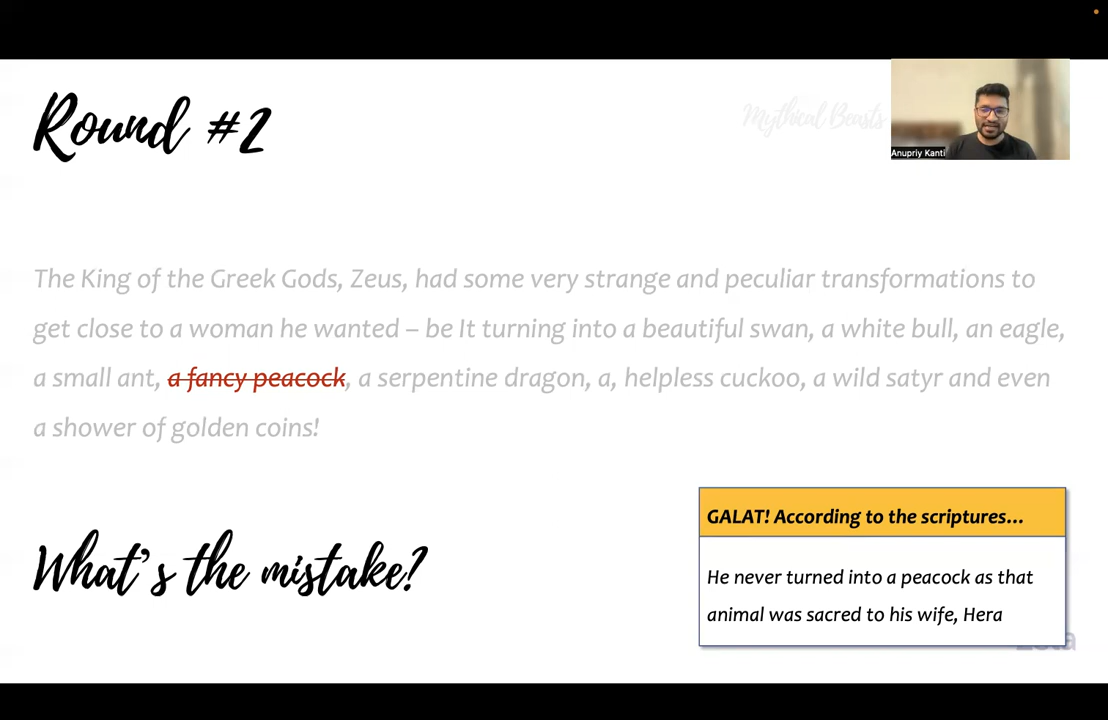 Round #2
Mythical Beasts
Anupriy Kanti
The King of the Greek Gods, Zeus, had some very strange and peculiar transformations to
get close to a woman he wanted – be It turning into a beautiful swan, a white bull, an eagle,
a small ant, a fancy peacock, a serpentine dragon, a, helpless cuckoo, a wild satyr and even
a shower of golden coins!
What's the mistake?
GALAT! According to the scriptures...
He never turned into a peacock as that
animal was sacred to his wife, Hera